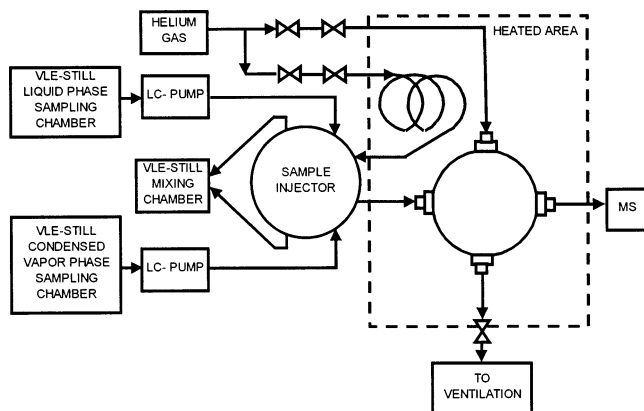 HELIUM
GAS
HEATED AREA
VLE-STILL
LIQUID PHASE
SAMPLING
CHAMBER
LC- PUMP
VLE-STILL
MIXING
CHAMBER
SAMPLE
INJECTOR
MS
VLE-STILL
CONDENSED
VAPOR PHASE
SAMPLING
CHAMBER
LC- PUMP
TO
VENTILATION